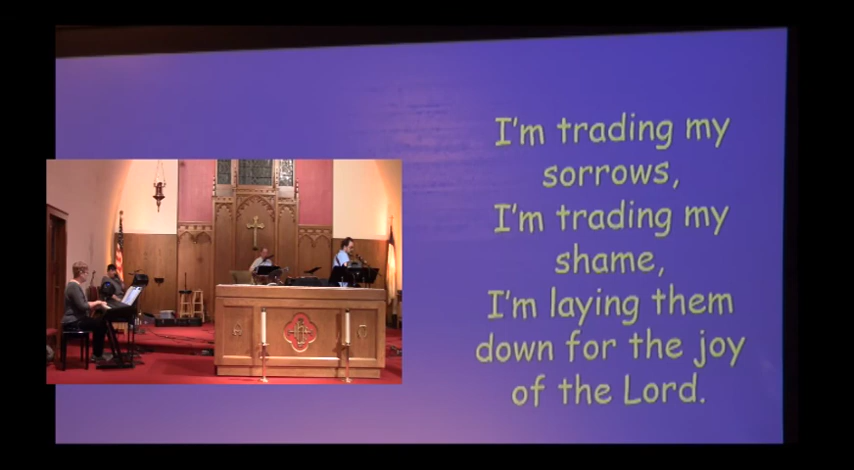 I'm trading my
sorrows,
I'm trading my
shame,
I'm laying them
down for the joy
of the Lord.